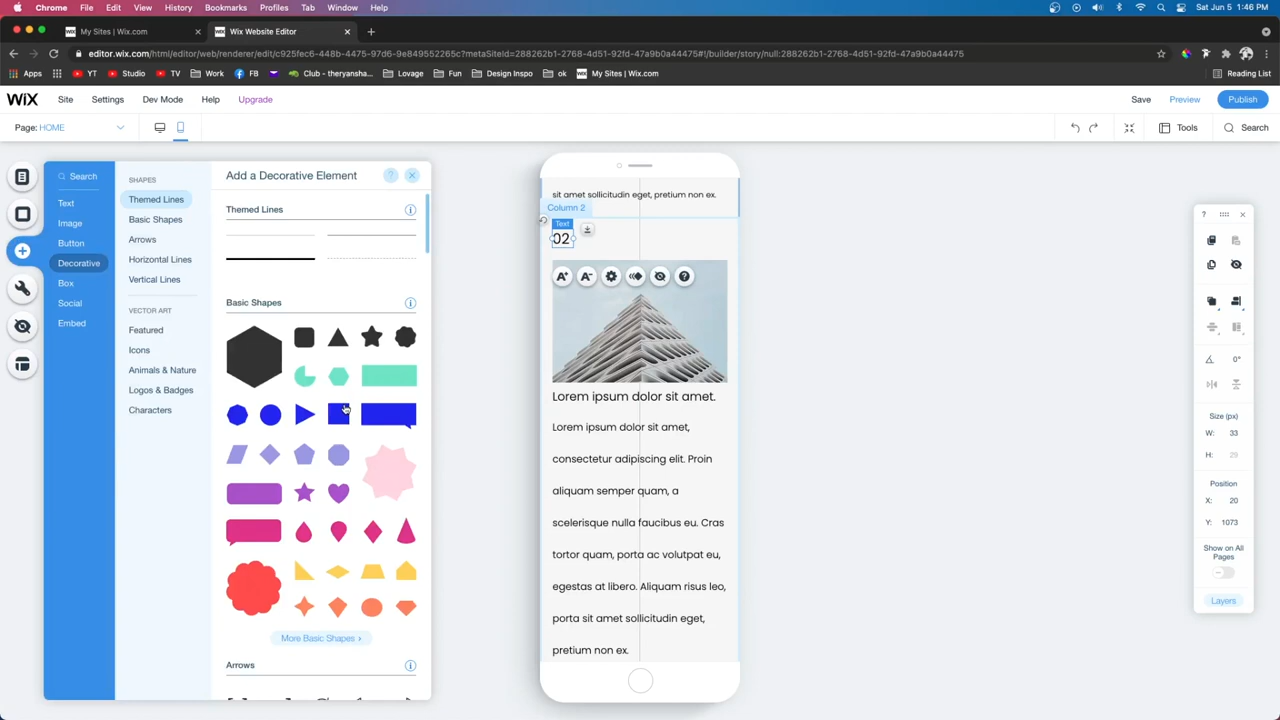 Chrome File Edit View History Bookmarks Profiles Tab Window Help Sat Jun 5 1:46 PM
My Sites | Wix.com Wix Website Editor
editor.wix.com/html/editor/web/renderer/edit/c925fec6-448b-4475-97d6-9e849552265c?metaSiteId=288262b1-2768-4d51-92fd-47a9b0a44475#!/builder/story/null:288262b1-2768-4d51-92fd-47a9b0a44475
Apps YT Studio TV Work FB Club - theryansha... Lovage Fun Design Inspo ok My Sites | Wix.com Reading List
WiX Site Settings Dev Mode Help Upgrade Save Preview Publish
Page: HOME Tools Search
Search
Text
Image
Button
Decorative
Box
Social
Embed
SHAPES
Themed Lines
Basic Shapes
Arrows
Horizontal Lines
Vertical Lines
VECTOR ART
Featured
Icons
Animals & Nature
Logos & Badges
Characters
Add a Decorative Element ?
Themed Lines
Basic Shapes
More Basic Shapes >
Arrows
sit amet sollicitudin eget, pretium non ex.
Column 2
Text
02
A+ A- ?
Lorem ipsum dolor sit amet.
Lorem ipsum dolor sit amet,
consectetur adipiscing elit. Proin
aliquam semper quam, a
scelerisque nulla faucibus eu. Cras
tortor quam, porta ac volutpat eu,
egestas at libero. Aliquam risus leo,
porta sit amet sollicitudin eget,
pretium non ex.
?
0°
Size (px)
W: 33
H: 29
Position
X: 20
Y: 1073
Show on All
Pages
Layers